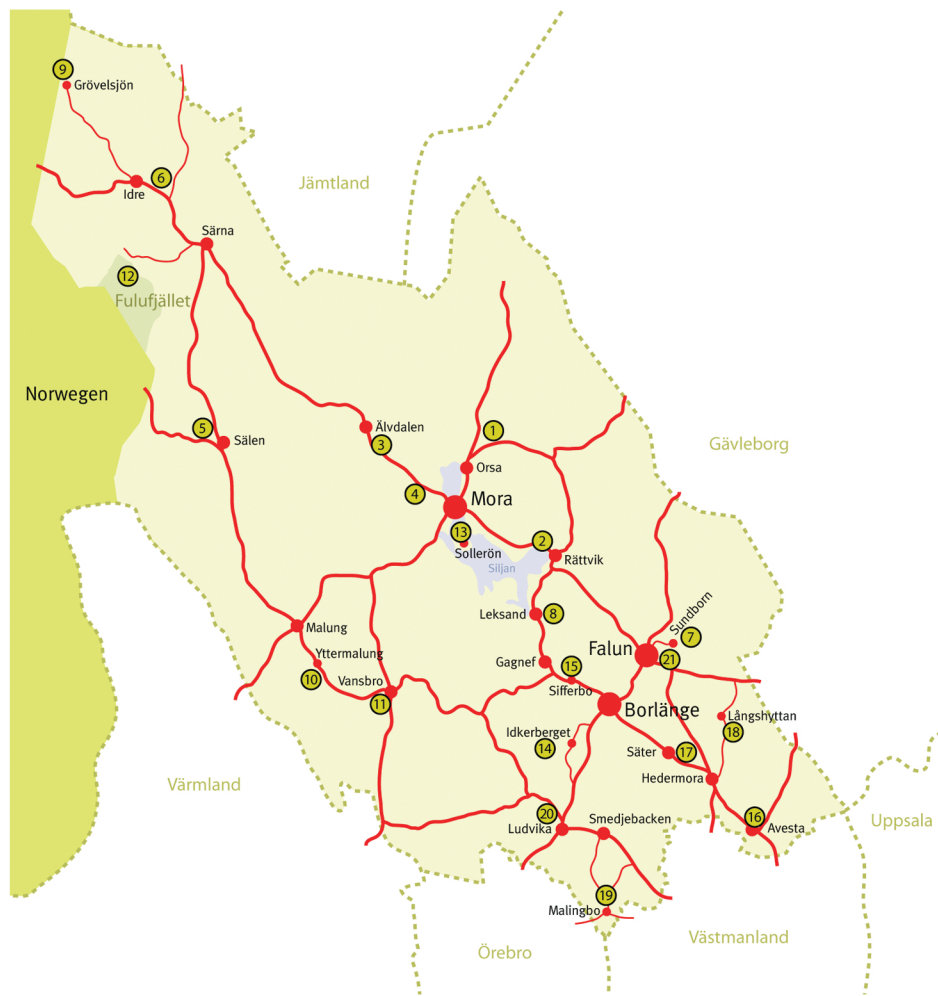 9
Grövelsjön
6
Idre
Jämtland
Särna
12
Fulufjället
Norwegen
5
Sälen
Älvdalen
3
1
Gävleborg
Orsa
4
Mora
13
Sollerön
2
Siljan
Rättvik
Leksand
8
Sundborn
7
Malung
Falun
21
Yttermalung
10
Gagnef
15
Vansbro
11
Sifferbo
Borlänge
Långshyttan
18
Idkerberget
14
Säter
17
Hedermora
Värmland
20
Ludvika
Smedjebacken
16
Avesta
Uppsala
19
Malingbo
Örebro
Västmanland